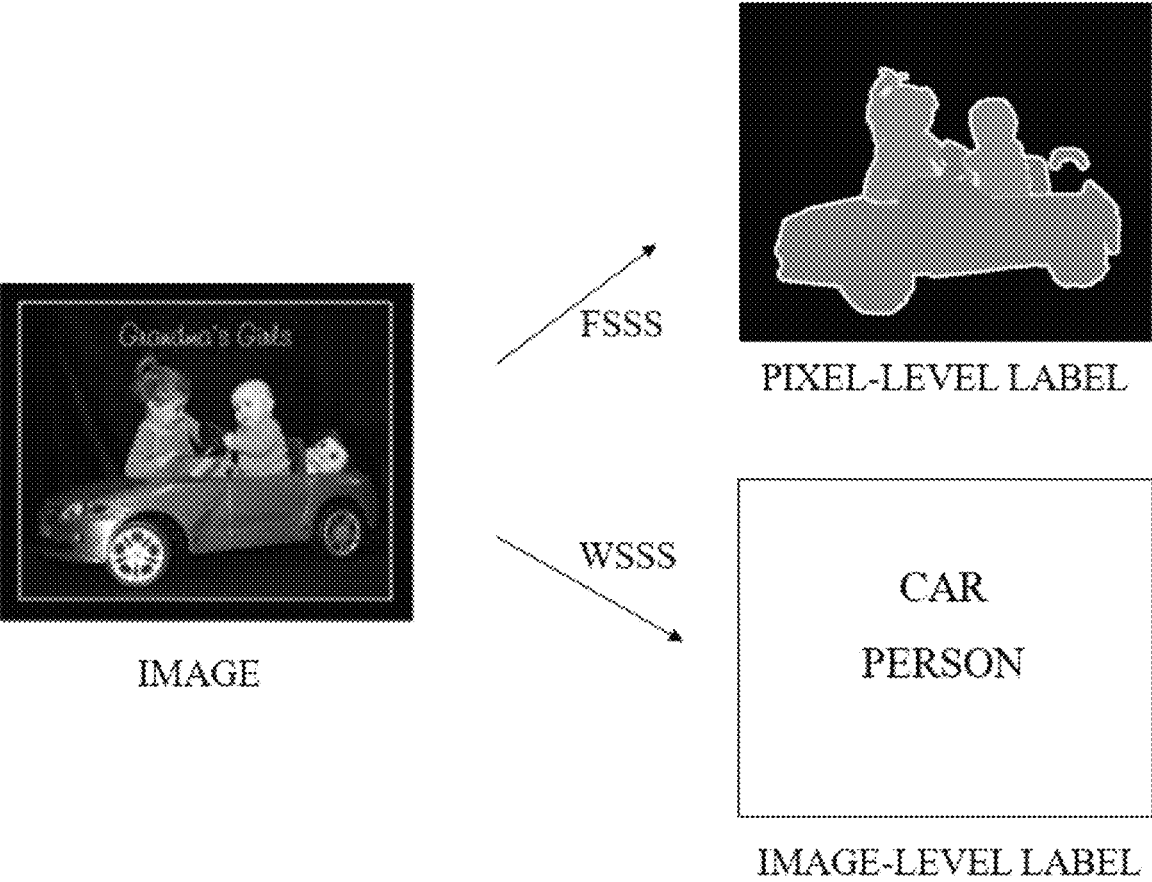 FSSS
PIXEL-LEVEL LABEL
IMAGE
WSSS
CAR
PERSON
IMAGE-LEVEL LABEL